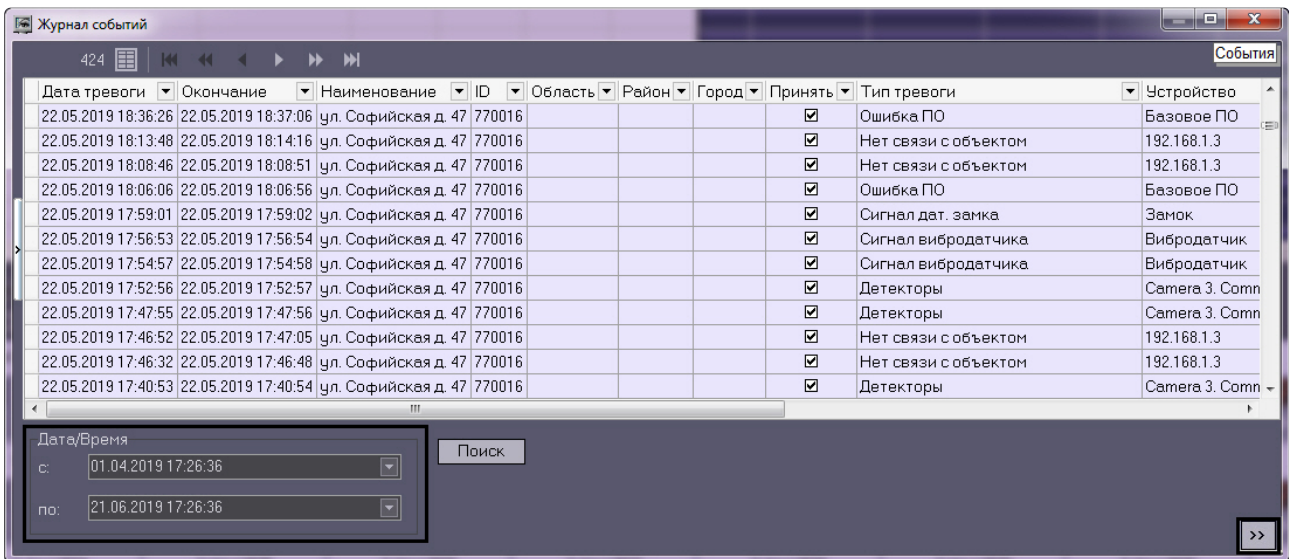 Журнал событий
424
События
Дата тревоги Окончание Наименование ID Область Район Город Принять Тип тревоги Устройство
22.05.2019 18:36:26 22.05.2019 18:37:06 ул. Софийская д. 47 770016 Ошибка ПО Базовое ПО
22.05.2019 18:13:48 22.05.2019 18:14:16 ул. Софийская д. 47 770016 Нет связи с объектом 192.168.1.3
22.05.2019 18:08:46 22.05.2019 18:08:51 ул. Софийская д. 47 770016 Нет связи с объектом 192.168.1.3
22.05.2019 18:06:06 22.05.2019 18:06:56 ул. Софийская д. 47 770016 Ошибка ПО Базовое ПО
22.05.2019 17:59:01 22.05.2019 17:59:02 ул. Софийская д. 47 770016 Сигнал дат. замка Замок
22.05.2019 17:56:53 22.05.2019 17:56:54 ул. Софийская д. 47 770016 Сигнал вибродатчика Вибродатчик
22.05.2019 17:54:57 22.05.2019 17:54:58 ул. Софийская д. 47 770016 Сигнал вибродатчика Вибродатчик
22.05.2019 17:52:56 22.05.2019 17:52:57 ул. Софийская д. 47 770016 Детекторы Camera 3. Comn
22.05.2019 17:47:55 22.05.2019 17:47:56 ул. Софийская д. 47 770016 Детекторы Camera 3. Comn
22.05.2019 17:46:52 22.05.2019 17:47:05 ул. Софийская д. 47 770016 Нет связи с объектом 192.168.1.3
22.05.2019 17:46:32 22.05.2019 17:46:48 ул. Софийская д. 47 770016 Нет связи с объектом 192.168.1.3
22.05.2019 17:40:53 22.05.2019 17:40:54 ул. Софийская д. 47 770016 Детекторы Camera 3. Comn
Дата/Время
с: 01.04.2019 17:26:36
Поиск
по: 21.06.2019 17:26:36
>>